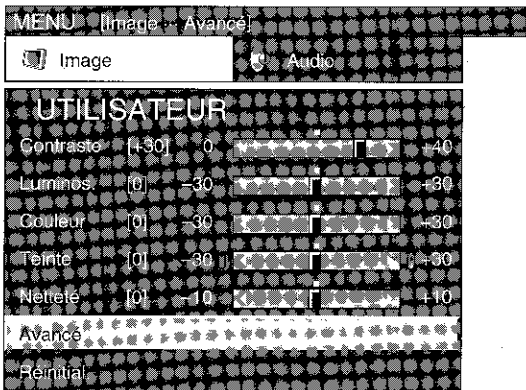 MENU [Image ... Avancé]
Image Audio
UTILISATEUR
Contraste [+30] 0 +40
Luminos. [0] −30 +30
Couleur [0] −30 +30
Teinte [0] −30 +30
Netteté [0] −10 +10
Avancé
Réinitial.